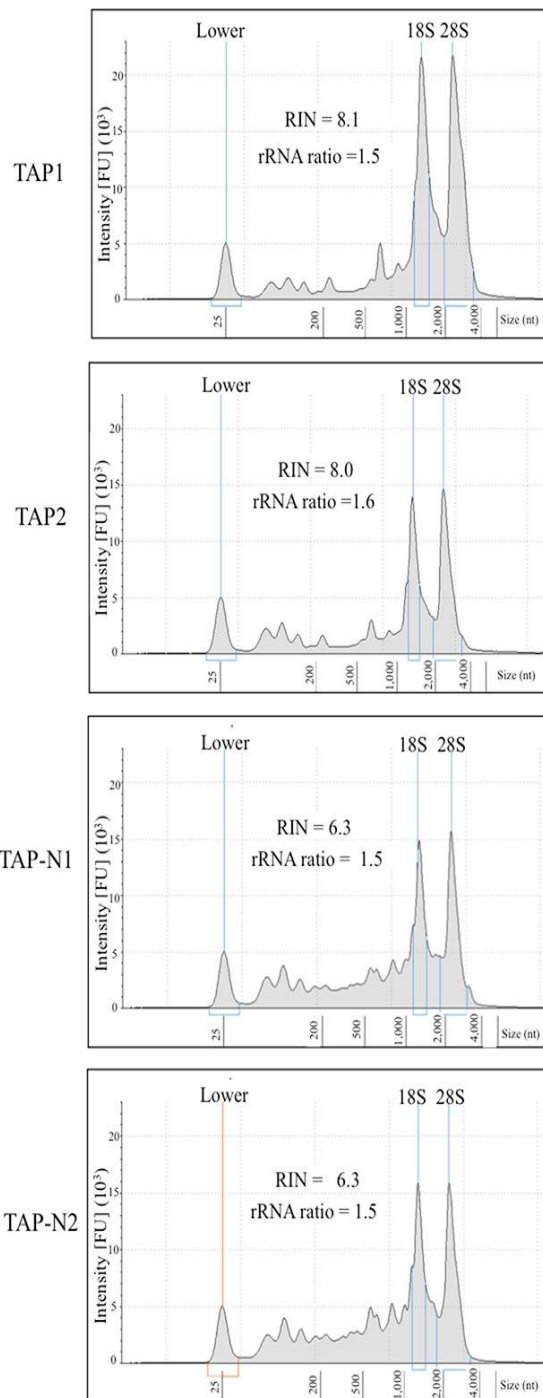 Lower 18S 28S
TAP1
Intensity [FU] (10³)
20
15
10
5
0
RIN = 8.1
rRNA ratio =1.5
25 200 500 1,000 2,000 4,000 Size (nt)
Lower 18S 28S
TAP2
Intensity [FU] (10³)
20
15
10
5
0
RIN = 8.0
rRNA ratio =1.6
25 200 500 1,000 2,000 4,000 Size (nt)
Lower 18S 28S
TAP-N1
Intensity [FU] (10³)
20
15
10
5
0
RIN = 6.3
rRNA ratio = 1.5
25 200 500 1,000 2,000 4,000 Size (nt)
Lower 18S 28S
TAP-N2
Intensity [FU] (10³)
20
15
10
5
0
RIN = 6.3
rRNA ratio = 1.5
25 200 500 1,000 2,000 4,000 Size (nt)